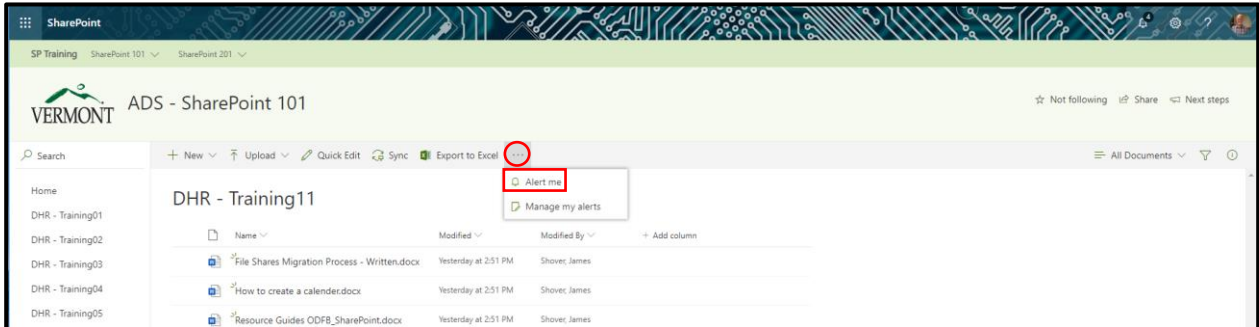 SharePoint
?
SP Training SharePoint 101 SharePoint 201
VERMONT
ADS - SharePoint 101
Not following Share Next steps
Search
+ New Upload Quick Edit Sync Export to Excel ... All Documents
Alert me
Manage my alerts
Home
DHR - Training01
DHR - Training02
DHR - Training03
DHR - Training04
DHR - Training05
DHR - Training11
Name Modified Modified By + Add column
File Shares Migration Process - Written.docx Yesterday at 2:51 PM Shover, James
How to create a calender.docx Yesterday at 2:51 PM Shover, James
Resource Guides ODFB_SharePoint.docx Yesterday at 2:51 PM Shover, James